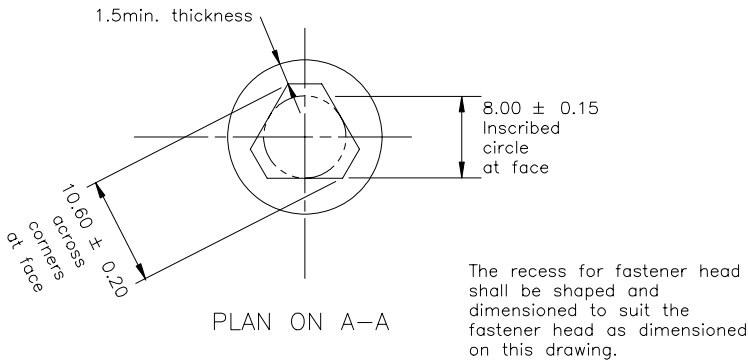 1.5min. thickness
8.00 ± 0.15
Inscribed
circle
at face
10.60 ± 0.20
across
corners
at face
PLAN ON A-A
The recess for fastener head
shall be shaped and
dimensioned to suit the
fastener head as dimensioned
on this drawing.